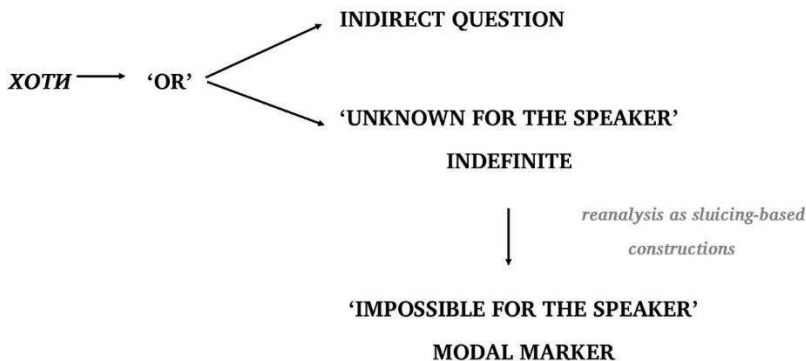 INDIRECT QUESTION
ХОТИ
‘OR’
‘UNKNOWN FOR THE SPEAKER’
INDEFINITE
reanalysis as sluicing-based
constructions
‘IMPOSSIBLE FOR THE SPEAKER’
MODAL MARKER